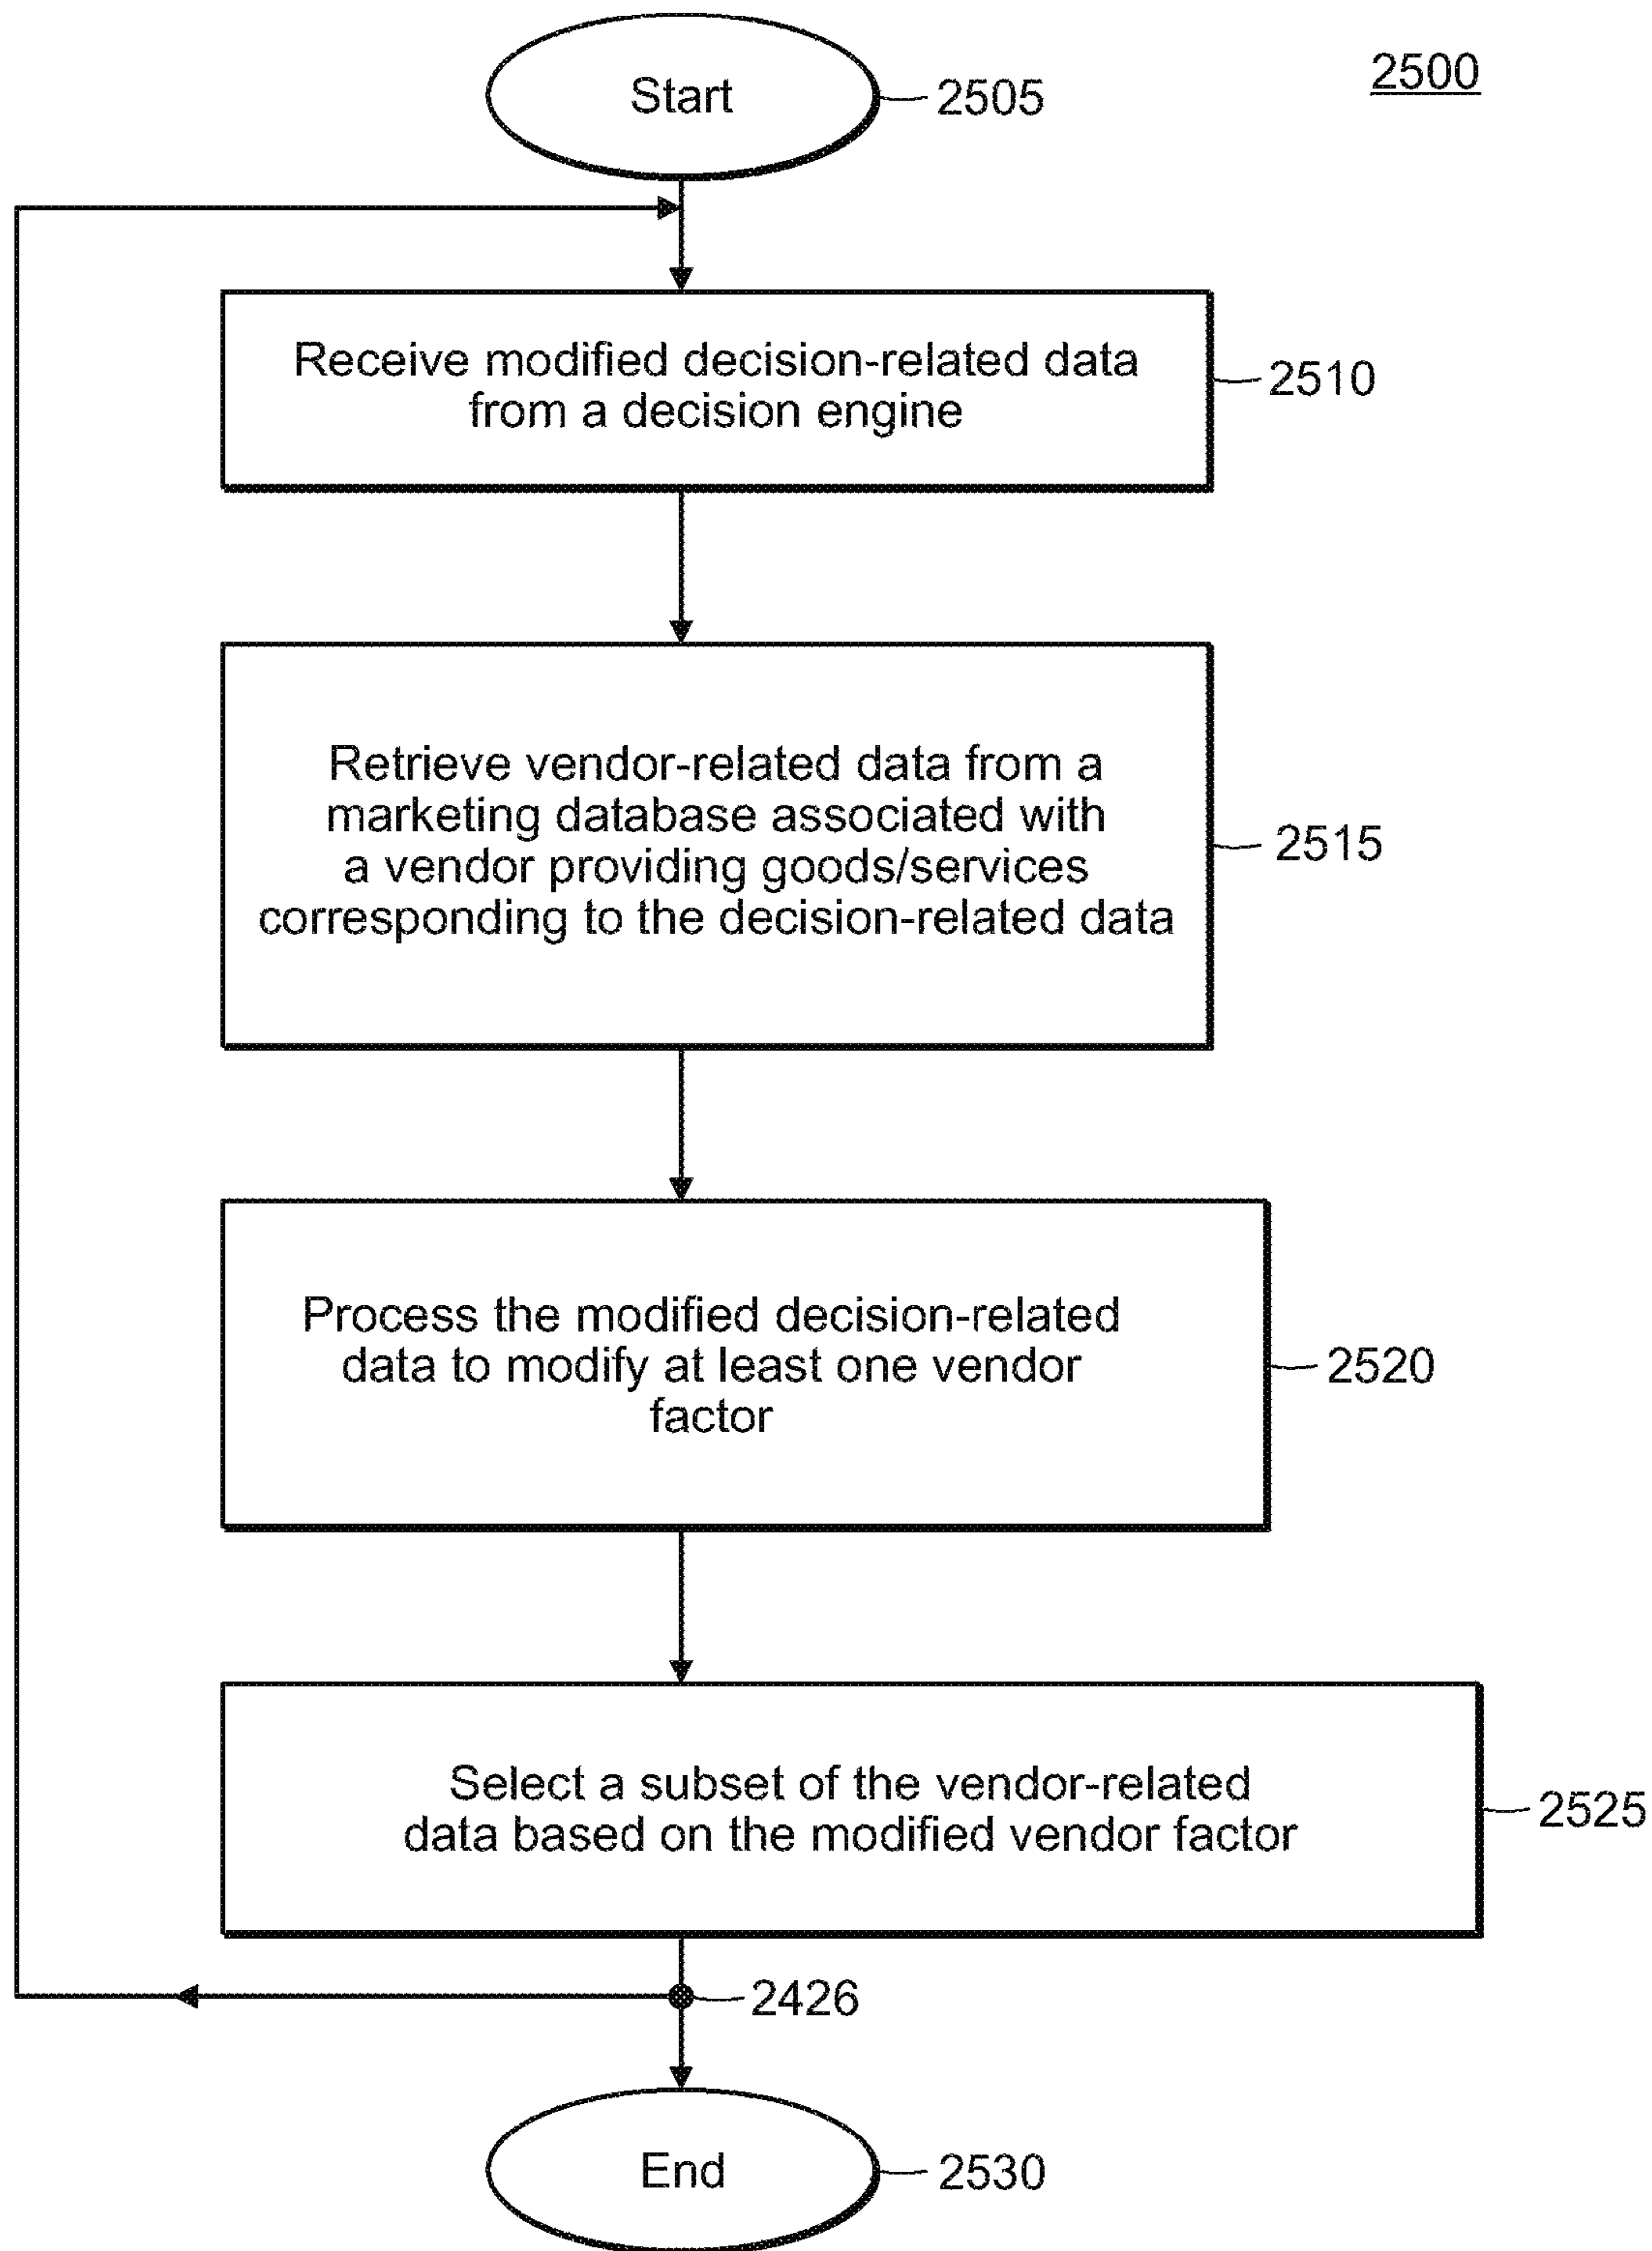 2500
Start
2505
Receive modified decision-related data
from a decision engine
2510
Retrieve vendor-related data from a
marketing database associated with
a vendor providing goods/services
corresponding to the decision-related data
2515
Process the modified decision-related
data to modify at least one vendor
factor
2520
Select a subset of the vendor-related
data based on the modified vendor factor
2525
2426
End
2530